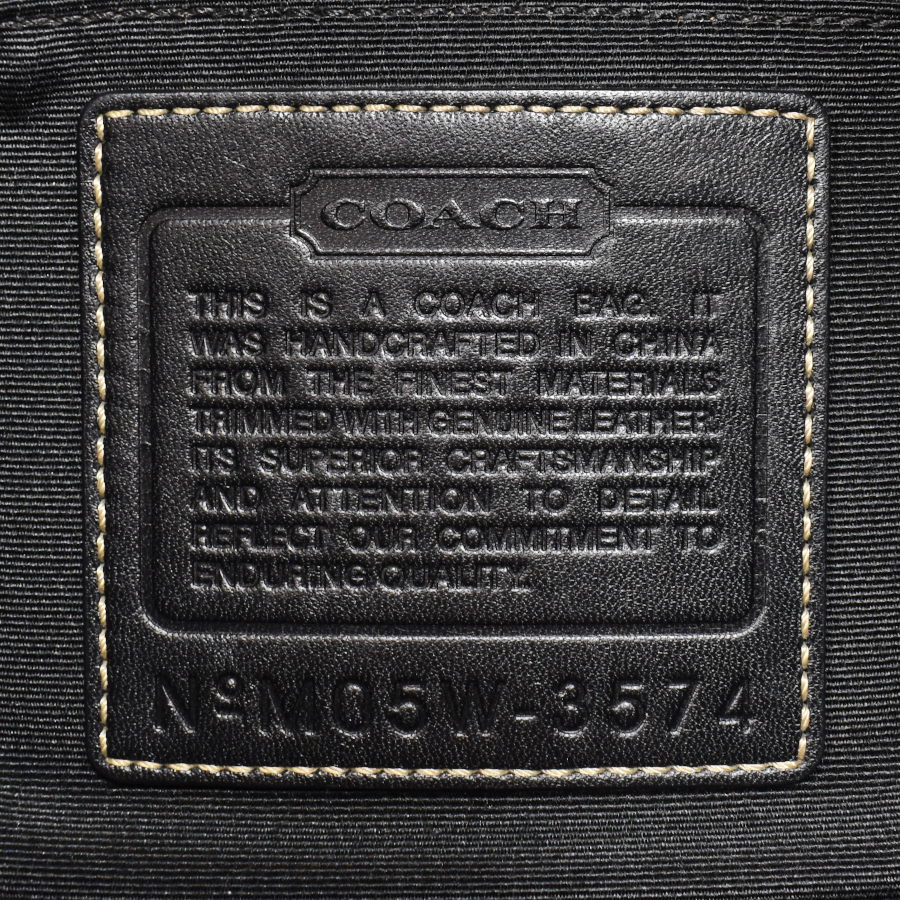 COACH
THIS IS A COACH BAG. IT
WAS HANDCRAFTED IN CHINA
FROM THE FINEST MATERIALS
TRIMMED WITH GENUINE LEATHER.
ITS SUPERIOR CRAFTSMANSHIP
AND ATTENTION TO DETAIL
REFLECT OUR COMMITMENT TO
ENDURING QUALITY.
Nº M05W-3574